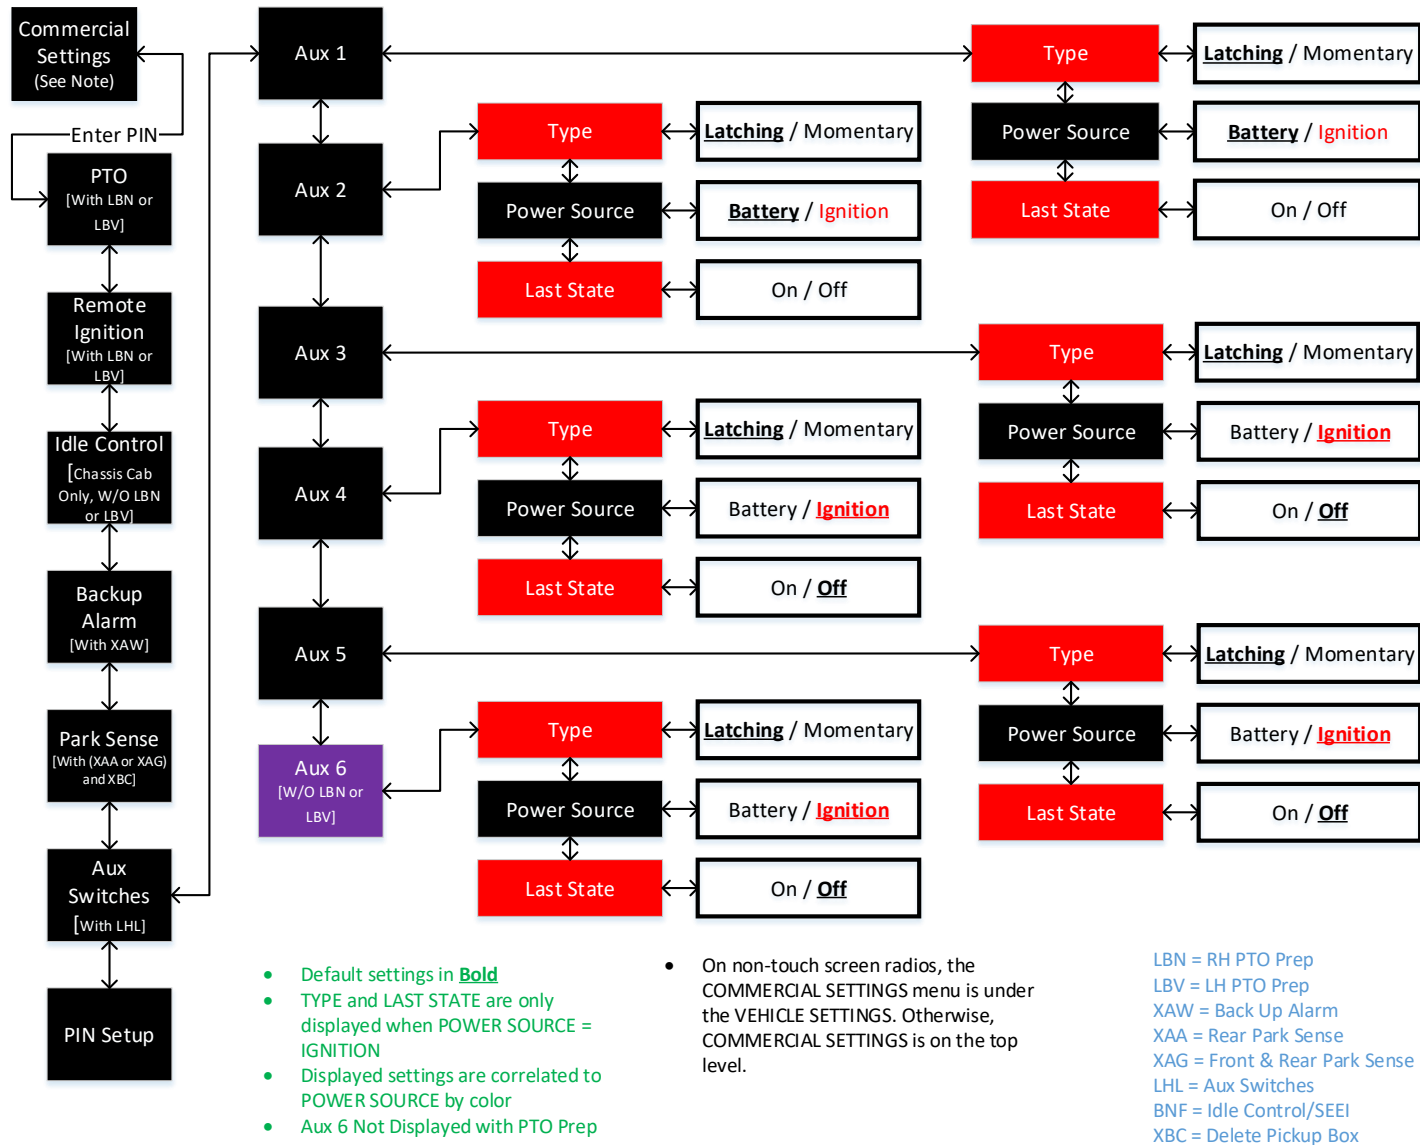 Commercial
Settings
(See Note)
Enter PIN
PTO
[With LBN or
LBV]
Remote
Ignition
[With LBN or
LBV]
Idle Control
[Chassis Cab
Only, W/O LBN
or LBV]
Backup
Alarm
[With XAW]
Park Sense
[With (XAA or XAG)
and XBC]
Aux
Switches
[With LHL]
PIN Setup
Aux 1
Type
Latching / Momentary
Power Source
Battery / Ignition
Last State
On / Off
Aux 2
Type
Latching / Momentary
Power Source
Battery / Ignition
Last State
On / Off
Aux 3
Type
Latching / Momentary
Power Source
Battery / Ignition
Last State
On / Off
Aux 4
Type
Latching / Momentary
Power Source
Battery / Ignition
Last State
On / Off
Aux 5
Type
Latching / Momentary
Power Source
Battery / Ignition
Last State
On / Off
Aux 6
[W/O LBN or
LBV]
Type
Latching / Momentary
Power Source
Battery / Ignition
Last State
On / Off
• Default settings in Bold
• TYPE and LAST STATE are only
displayed when POWER SOURCE =
IGNITION
• Displayed settings are correlated to
POWER SOURCE by color
• Aux 6 Not Displayed with PTO Prep
• On non-touch screen radios, the
COMMERCIAL SETTINGS menu is under
the VEHICLE SETTINGS. Otherwise,
COMMERCIAL SETTINGS is on the top
level.
LBN = RH PTO Prep
LBV = LH PTO Prep
XAW = Back Up Alarm
XAA = Rear Park Sense
XAG = Front & Rear Park Sense
LHL = Aux Switches
BNF = Idle Control/SEEI
XBC = Delete Pickup Box